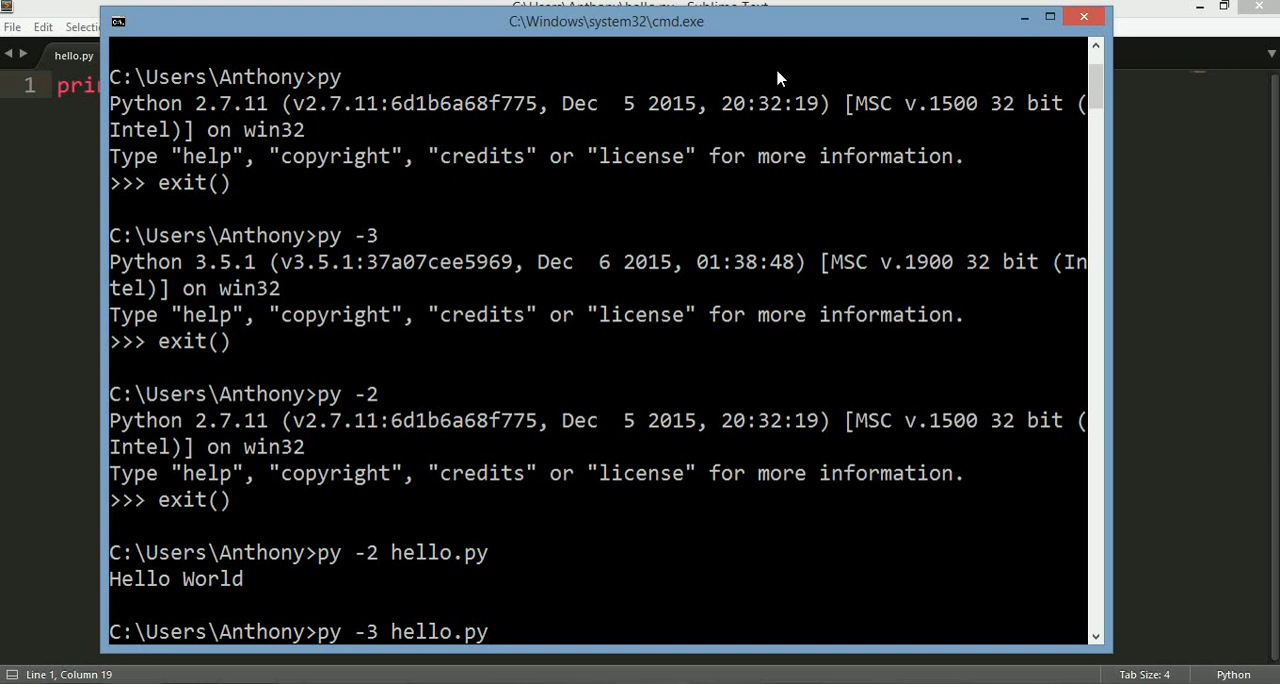 C:\Windows\system32\cmd.exe
File Edit
hello.py
1 pri
C:\Users\Anthony>py
Python 2.7.11 (v2.7.11:6d1b6a68f775, Dec  5 2015, 20:32:19) [MSC v.1500 32 bit (
Intel)] on win32
Type "help", "copyright", "credits" or "license" for more information.
>>> exit()
C:\Users\Anthony>py -3
Python 3.5.1 (v3.5.1:37a07cee5969, Dec  6 2015, 01:38:48) [MSC v.1900 32 bit (In
tel)] on win32
Type "help", "copyright", "credits" or "license" for more information.
>>> exit()
C:\Users\Anthony>py -2
Python 2.7.11 (v2.7.11:6d1b6a68f775, Dec  5 2015, 20:32:19) [MSC v.1500 32 bit (
Intel)] on win32
Type "help", "copyright", "credits" or "license" for more information.
>>> exit()
C:\Users\Anthony>py -2 hello.py
Hello World
C:\Users\Anthony>py -3 hello.py
Line 1, Column 19
Tab Size: 4 Python